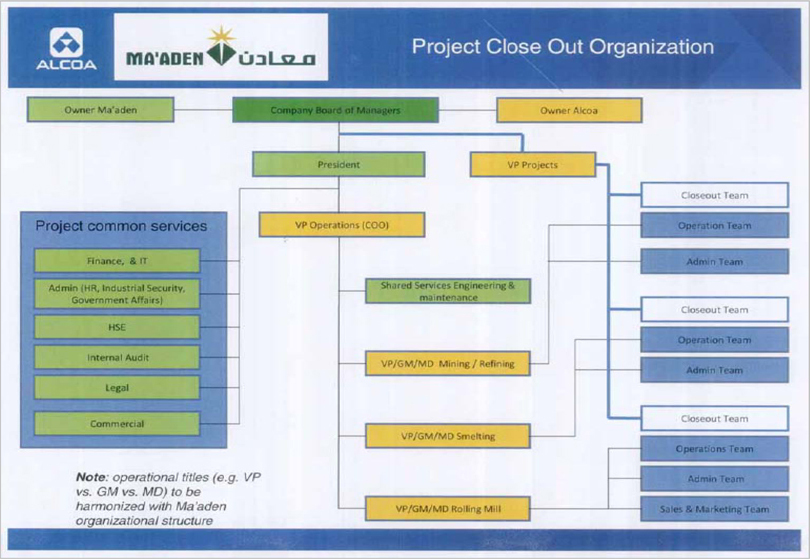 ALCOA
MA'ADEN معادن
Project Close Out Organization
Owner Ma'aden
Company Board of Managers
Owner Alcoa
President
VP Projects
Closeout Team
Project common services
VP Operations (COO)
Operation Team
Finance, & IT
Admin Team
Admin (HR, Industrial Security,
Government Affairs)
Shared Services Engineering &
maintenance
Closeout Team
HSE
Operation Team
Internal Audit
VP/GM/MD Mining / Refining
Admin Team
Legal
Closeout Team
Commercial
VP/GM/MD Smelting
Operations Team
Note: operational titles (e.g. VP
vs. GM vs. MD) to be
harmonized with Ma'aden
organizational structure
Admin Team
VP/GM/MD Rolling Mill
Sales & Marketing Team